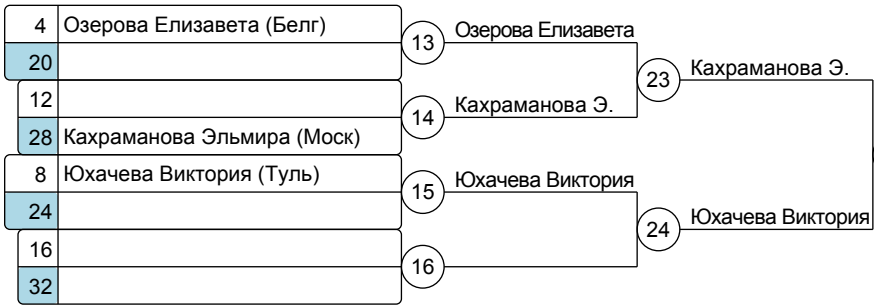 4 Озерова Елизавета (Белг)
20
13
Озерова Елизавета
12
28 Кахраманова Эльмира (Моск)
14
Кахраманова Э.
23
Кахраманова Э.
8 Юхачева Виктория (Туль)
24
15
Юхачева Виктория
16
32
16
24
Юхачева Виктория